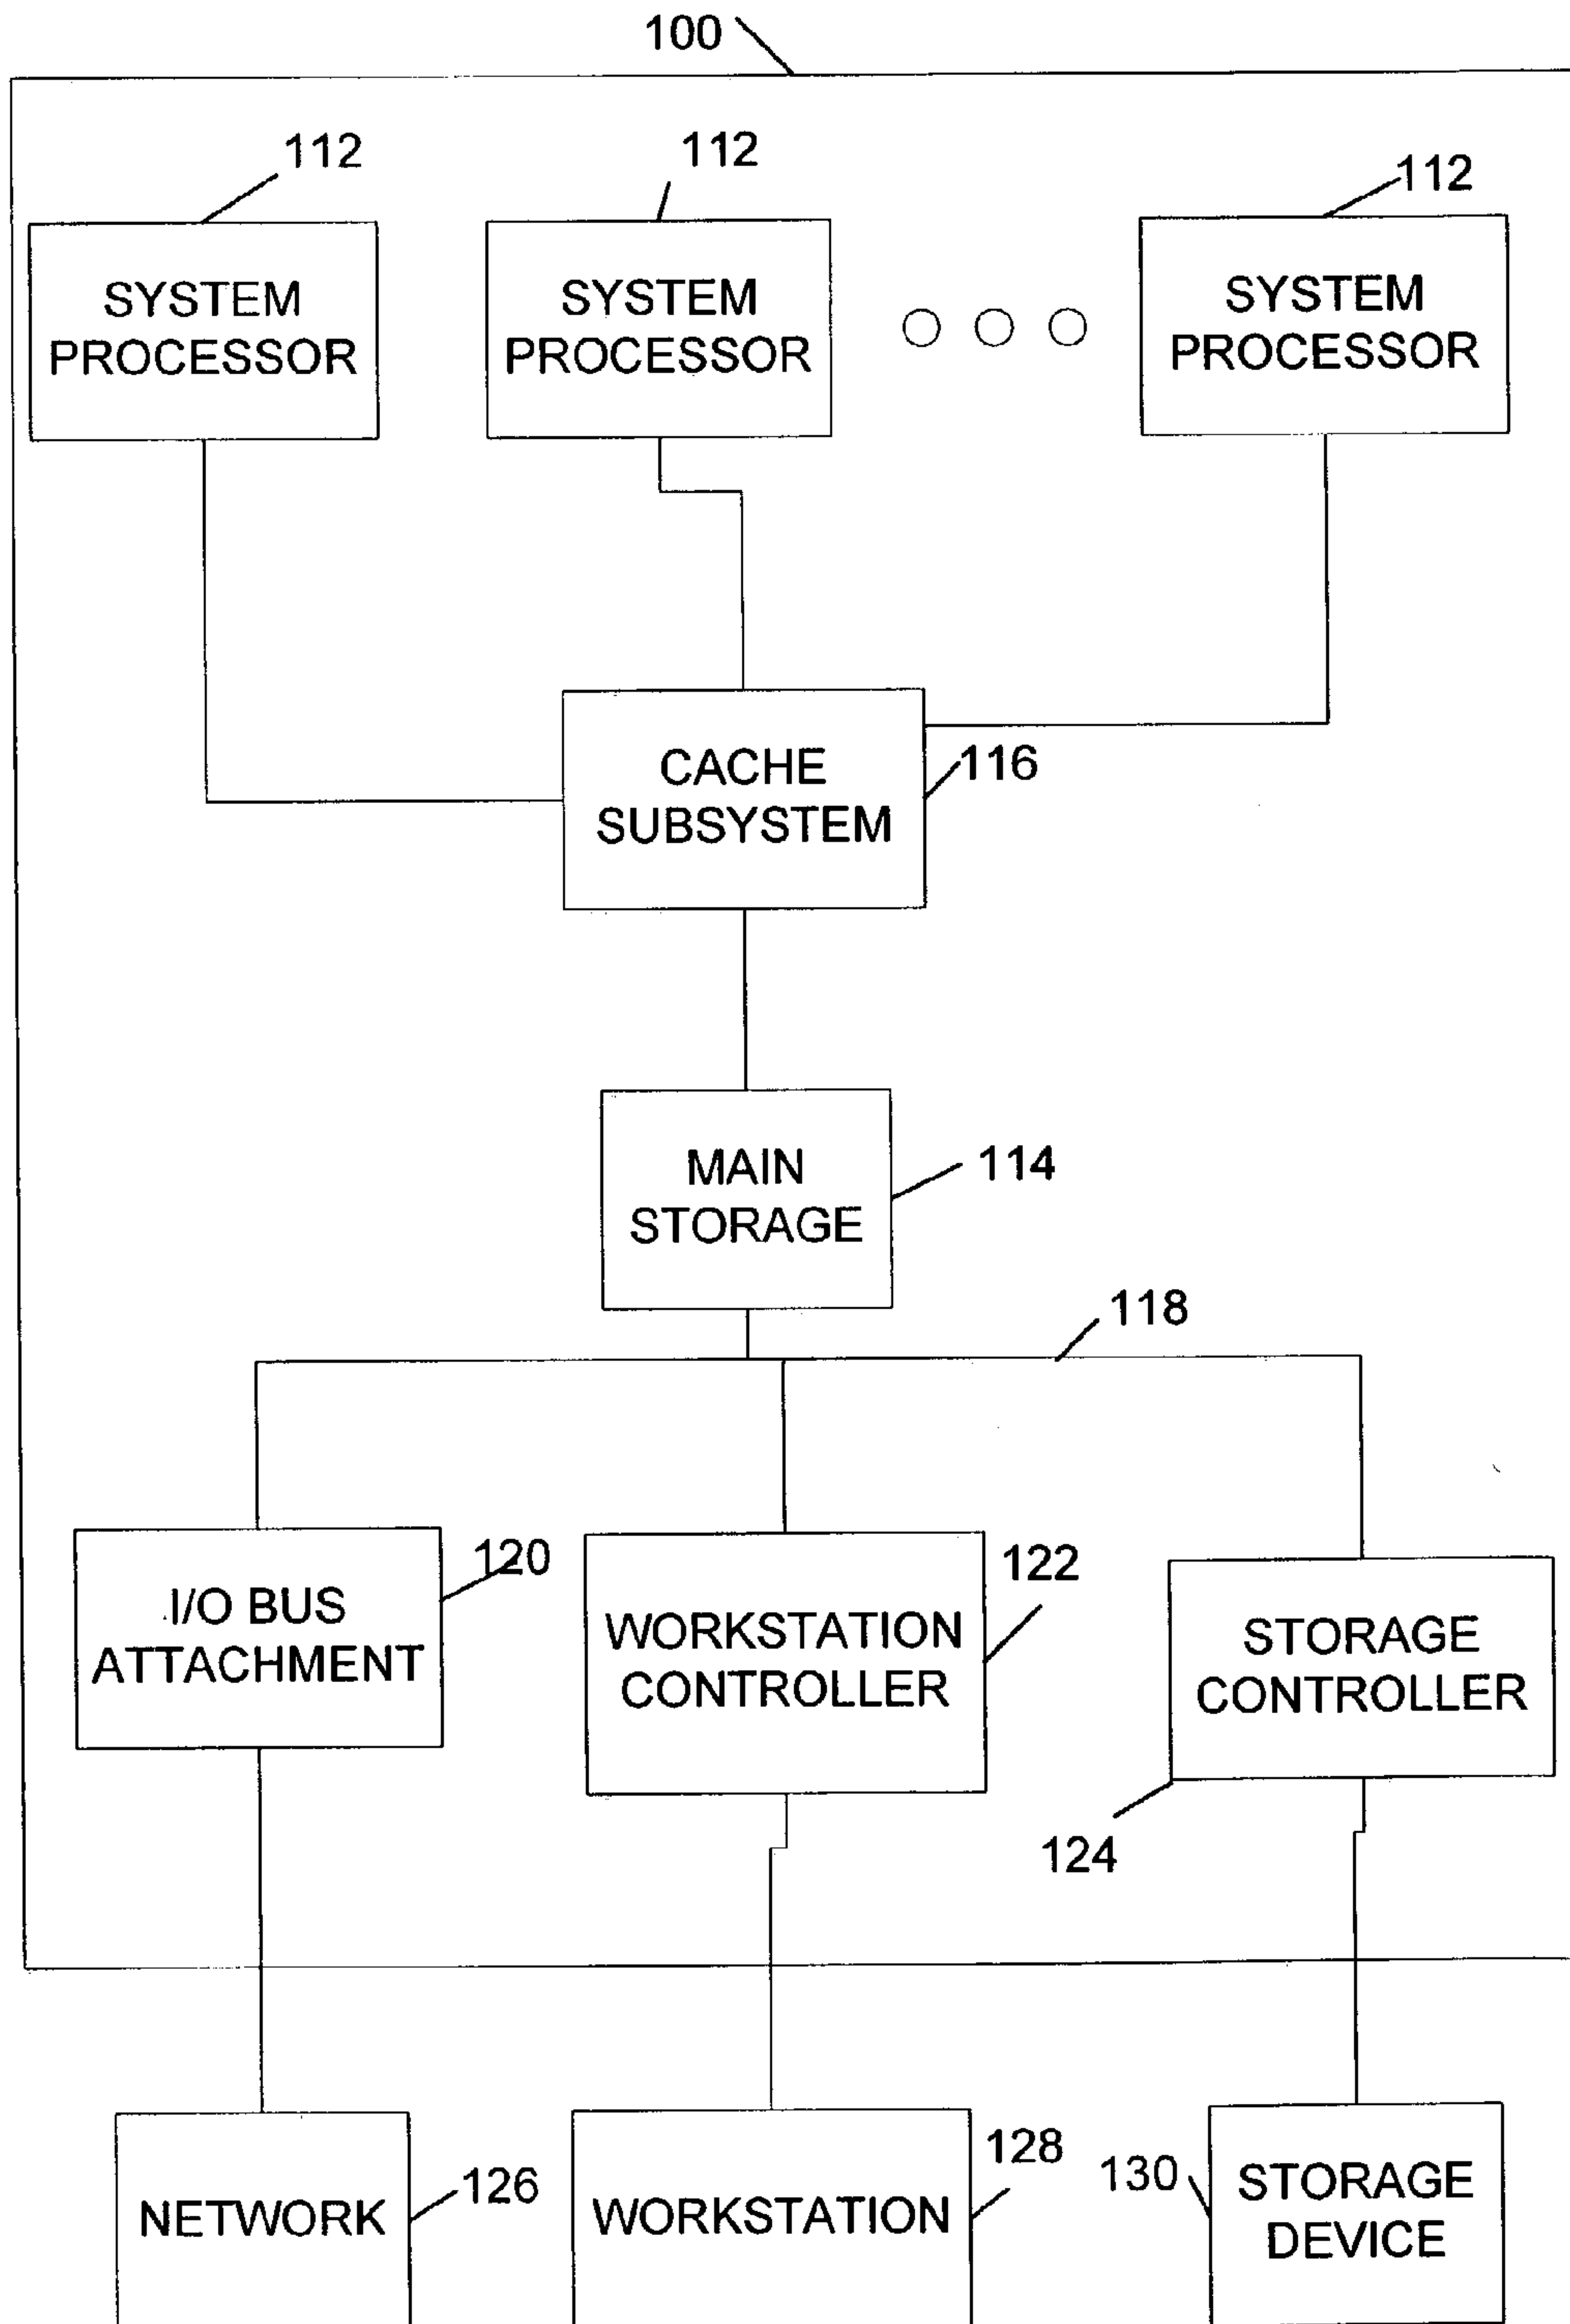 100
112
112
112
SYSTEM
PROCESSOR
SYSTEM
PROCESSOR
SYSTEM
PROCESSOR
CACHE
SUBSYSTEM
116
MAIN
STORAGE
114
118
I/O BUS
ATTACHMENT
120
WORKSTATION
CONTROLLER
122
STORAGE
CONTROLLER
124
NETWORK
126
WORKSTATION
128
130
STORAGE
DEVICE